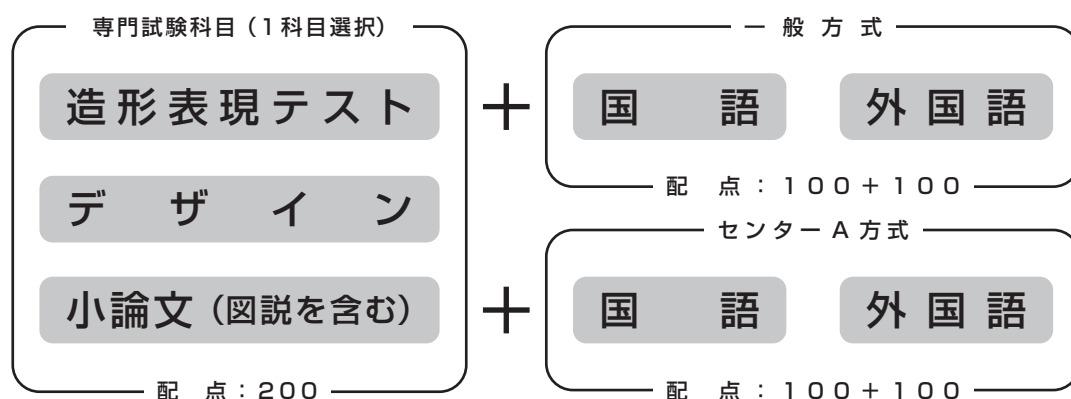 専門試験科目（1科目選択）
造形表現テスト
デザイン
小論文（図説を含む）
配点：200
＋
一般方式
国語
外国語
配点：100＋100
＋
センターA方式
国語
外国語
配点：100＋100